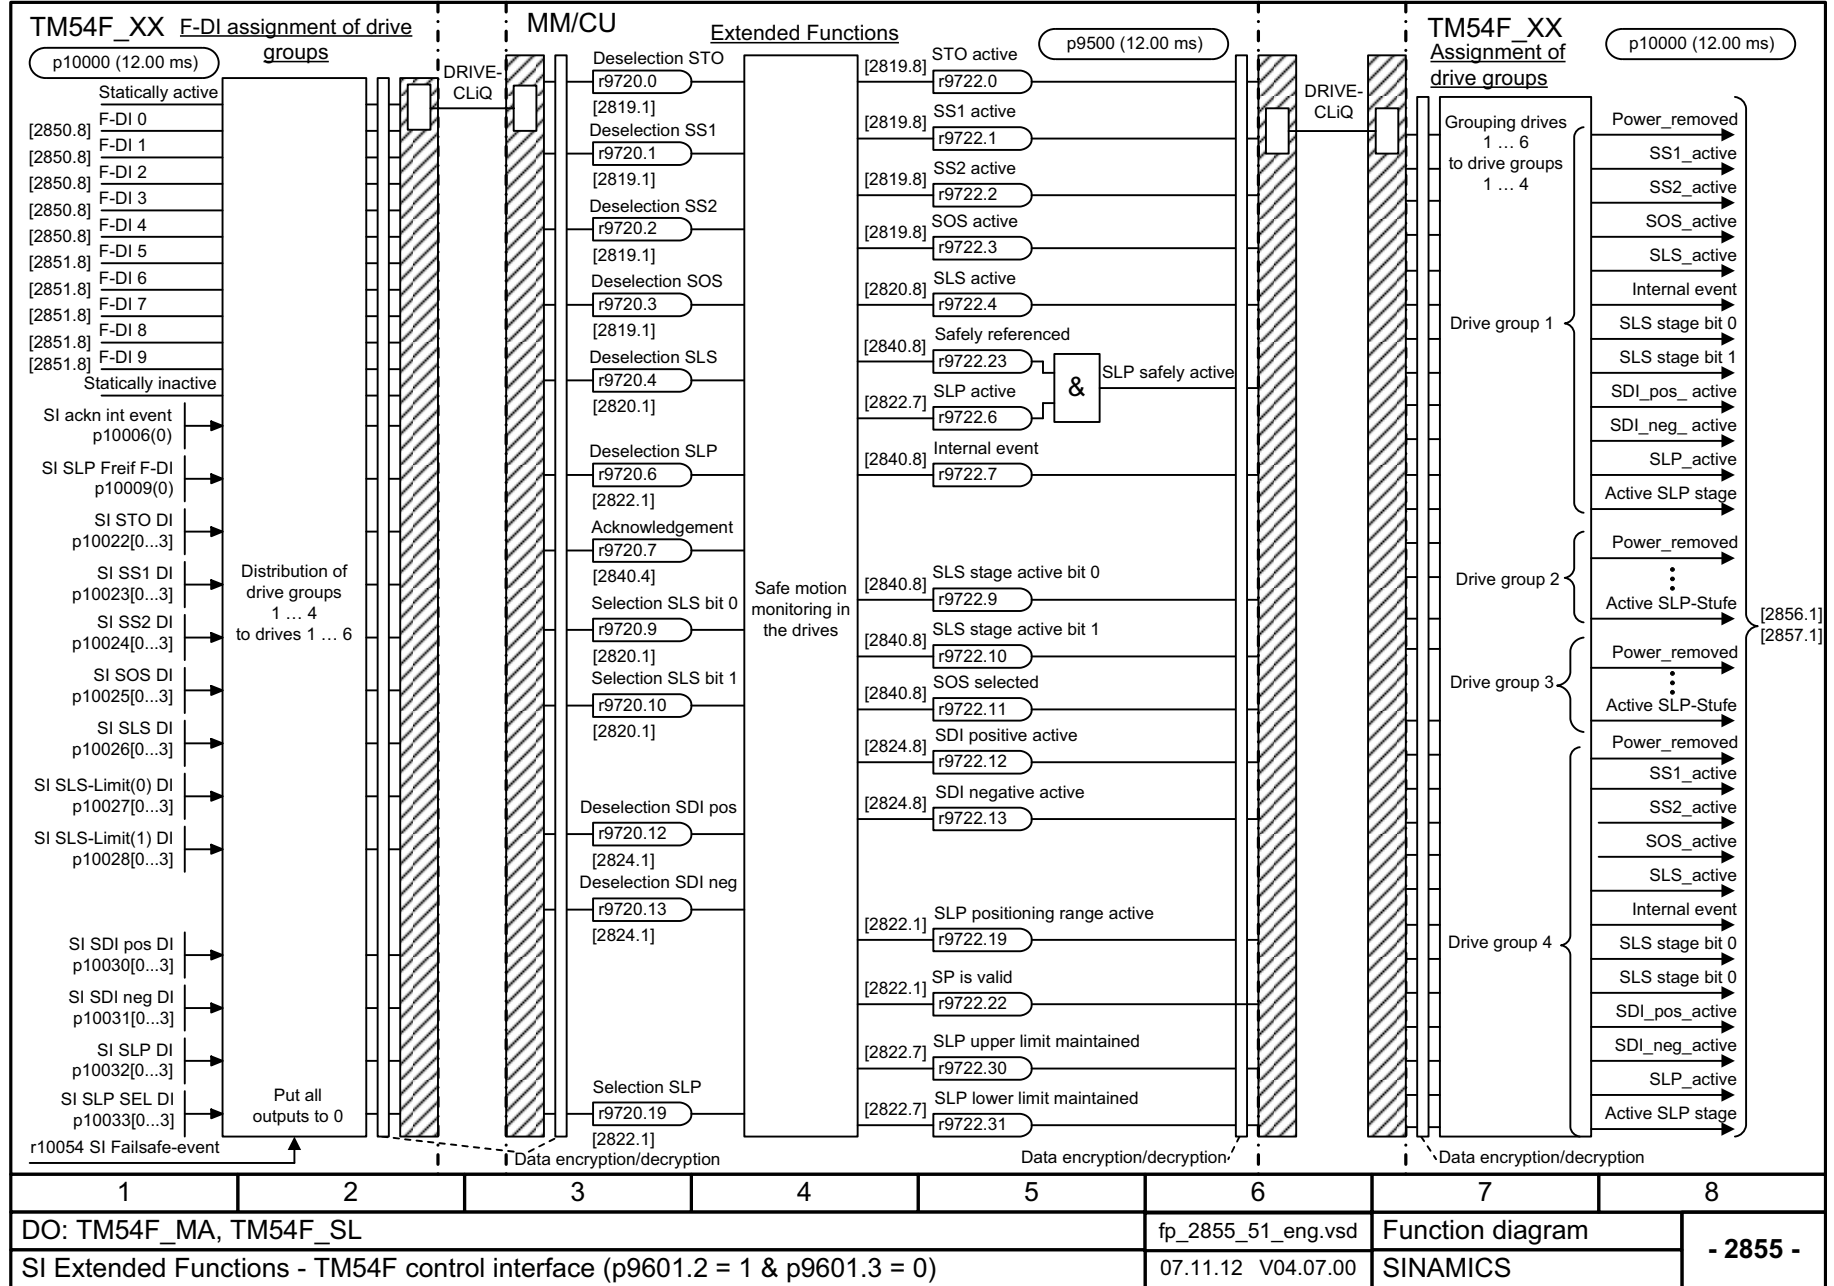 TM54F_XX
F-DI assignment of drive
groups
p10000 (12.00 ms)
Statically active
F-DI 0
[2850.8]
F-DI 1
[2850.8]
F-DI 2
[2850.8]
F-DI 3
[2850.8]
F-DI 4
[2850.8]
F-DI 5
[2851.8]
F-DI 6
[2851.8]
F-DI 7
[2851.8]
F-DI 8
[2851.8]
F-DI 9
[2851.8]
Statically inactive
SI ackn int event
p10006(0)
SI SLP Freif F-DI
p10009(0)
SI STO DI
p10022[0...3]
SI SS1 DI
p10023[0...3]
SI SS2 DI
p10024[0...3]
SI SOS DI
p10025[0...3]
SI SLS DI
p10026[0...3]
SI SLS-Limit(0) DI
p10027[0...3]
SI SLS-Limit(1) DI
p10028[0...3]
SI SDI pos DI
p10030[0...3]
SI SDI neg DI
p10031[0...3]
SI SLP DI
p10032[0...3]
SI SLP SEL DI
p10033[0...3]
r10054 SI Failsafe-event
Distribution of
drive groups
1 ... 4
to drives 1 ... 6
Put all
outputs to 0
DRIVE-
CLiQ
MM/CU
Extended Functions
p9500 (12.00 ms)
Deselection STO
r9720.0
[2819.1]
Deselection SS1
r9720.1
[2819.1]
Deselection SS2
r9720.2
[2819.1]
Deselection SOS
r9720.3
[2819.1]
Deselection SLS
r9720.4
[2820.1]
Deselection SLP
r9720.6
[2822.1]
Acknowledgement
r9720.7
[2840.4]
Selection SLS bit 0
r9720.9
[2820.1]
Selection SLS bit 1
r9720.10
[2820.1]
Deselection SDI pos
r9720.12
[2824.1]
Deselection SDI neg
r9720.13
[2824.1]
Selection SLP
r9720.19
[2822.1]
Data encryption/decryption
Safe motion
monitoring in
the drives
STO active
[2819.8]
r9722.0
SS1 active
[2819.8]
r9722.1
SS2 active
[2819.8]
r9722.2
SOS active
[2819.8]
r9722.3
SLS active
[2820.8]
r9722.4
Safely referenced
[2840.8]
r9722.23
SLP active
[2822.7]
r9722.6
&
SLP safely active
Internal event
[2840.8]
r9722.7
SLS stage active bit 0
[2840.8]
r9722.9
SLS stage active bit 1
[2840.8]
r9722.10
SOS selected
[2840.8]
r9722.11
SDI positive active
[2824.8]
r9722.12
SDI negative active
[2824.8]
r9722.13
SLP positioning range active
[2822.1]
r9722.19
SP is valid
[2822.1]
r9722.22
SLP upper limit maintained
[2822.7]
r9722.30
SLP lower limit maintained
[2822.7]
r9722.31
Data encryption/decryption
DRIVE-
CLiQ
TM54F_XX
Assignment of
drive groups
p10000 (12.00 ms)
Grouping drives
1 ... 6
to drive groups
1 ... 4
Drive group 1
Power_removed
SS1_active
SS2_active
SOS_active
SLS_active
Internal event
SLS stage bit 0
SLS stage bit 1
SDI_pos_ active
SDI_neg_ active
SLP_active
Active SLP stage
Drive group 2
Power_removed
Active SLP-Stufe
Drive group 3
Power_removed
Active SLP-Stufe
Drive group 4
Power_removed
SS1_active
SS2_active
SOS_active
SLS_active
Internal event
SLS stage bit 0
SLS stage bit 0
SDI_pos_active
SDI_neg_active
SLP_active
Active SLP stage
[2856.1]
[2857.1]
Data encryption/decryption
1 2 3 4 5 6 7 8
DO: TM54F_MA, TM54F_SL
fp_2855_51_eng.vsd
Function diagram
- 2855 -
SI Extended Functions - TM54F control interface (p9601.2 = 1 & p9601.3 = 0)
07.11.12 V04.07.00
SINAMICS